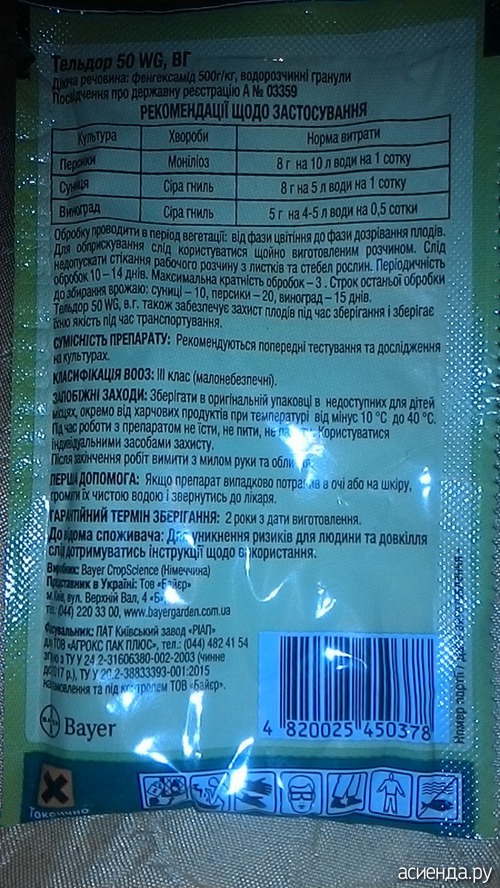 Тельдор 50 WG, ВГ
Діюча речовина: фенгексамід 500г/кг, водорозчинні гранули
Посвідчення про державну реєстрацію А № 03359
РЕКОМЕНДАЦІЇ ЩОДО ЗАСТОСУВАННЯ
Культура Хвороби Норма витрати
Персики Моніліоз 8 г на 10 л води на 1 сотку
Суниця Сіра гниль 8 г на 5 л води на 1 сотку
Виноград Сіра гниль 5 г на 4-5 л води на 0,5 сотки
Обробку проводити в період вегетації: від фази цвітіння до фази дозрівання плодів.
Для обприскування слід користуватися щойно виготовленим розчином. Слід
недопускати стікання рабочого розчину з листків та стебел рослин. Періодичність
обробок 10 – 14 днів. Максимальна кратність обробок – 3 . Строк останьої обробки
до збирання врожаю: суниці – 10, персики – 20, виноград – 15 днів.
Тельдор 50 WG, в.г. також забезпечує захист плодів під час зберігання і зберігає
їхню якість під час транспортування.
СУМІСНІСТЬ ПРЕПАРАТУ: Рекомендуються попередні тестування та дослідження
на культурах.
КЛАСИФІКАЦІЯ ВООЗ: III клас (малонебезпечні).
ЗАПОБІЖНІ ЗАХОДИ: Зберігати в оригінальній упаковці в недоступних для дітей
місцях, окремо від харчових продуктів при температурі від мінус 10 °С до 40 °С.
Під час роботи з препаратом не їсти, не пити, не Користуватися
індивідуальними засобами захисту.
Після закінчення робіт вимити з милом руки та
ПЕРША ДОПОМОГА: Якщо препарат випадково потрапив в очі або на шкіру,
промити їх чистою водою і звернутись до лікаря.
ГАРАНТІЙНИЙ ТЕРМІН ЗБЕРІГАННЯ: 2 роки з дати виготовлення.
До відома споживача: Для уникнення ризиків для людини та довкілля
слід дотримуватись інструкції щодо використання.
Виробник: Bayer CropScience (Німеччина)
Представник в Україні: Тов «Байєр»
м. Київ, вул. Верхній Вал, 4 «Б»
тел. (044) 220 33 00, www.bayergarden.com.ua
Фасувальник: ПАТ Київський завод «РІАП»
для ТОВ «АГРОКС ПАК ПЛЮС», тел.: (044) 482 41 54
згідно з ТУ У 24 2-31606380-002-2003 (чинне
до 017 р.), ТУ У 20.2-38833393-001:2015
на замовлення та під контролем ТОВ «Байєр».
BAYER Bayer
4 820025 450378
Номер партії /
Токсично
асиенда.ру